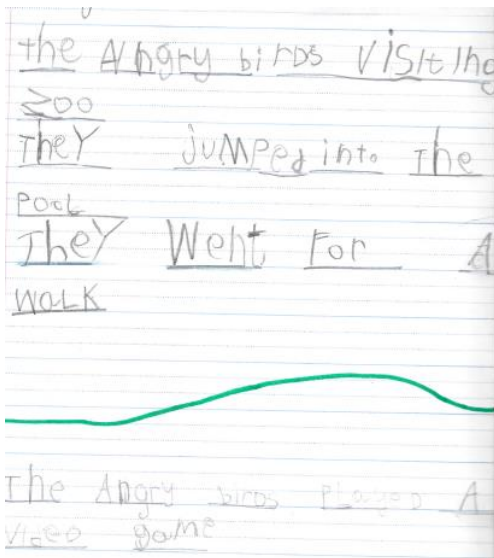 the Angry birds Visit the
zoo
TheY jumped into The
Pool
TheY Went For A
WaLK
The Angry birds PLayeD A
Video game